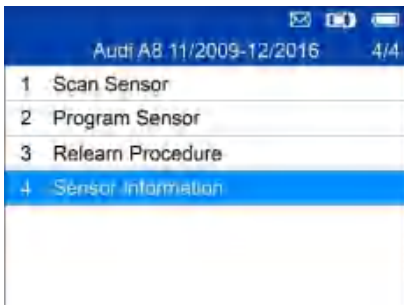 Audi A8 11/2009-12/2016 4/4
1 Scan Sensor
2 Program Sensor
3 Relearn Procedure
4 Sensor Information